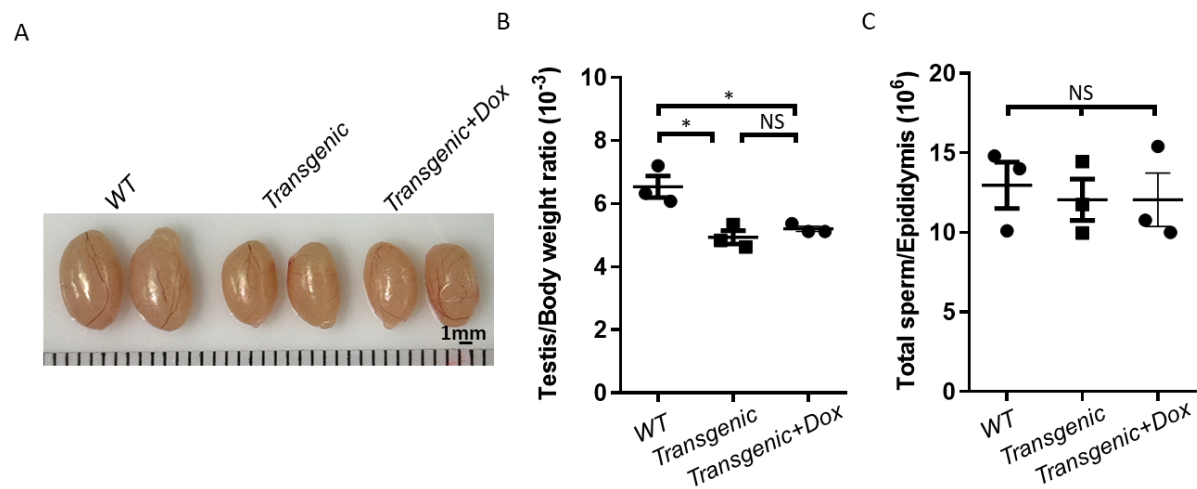 A
WT
Transgenic
Transgenic+Dox
1mm
B
Testis/Body weight ratio (10⁻³)
10
8
6
4
2
0
*
*
NS
WT
Transgenic
Transgenic+Dox
C
Total sperm/Epididymis (10⁶)
20
15
10
5
0
NS
WT
Transgenic
Transgenic+Dox